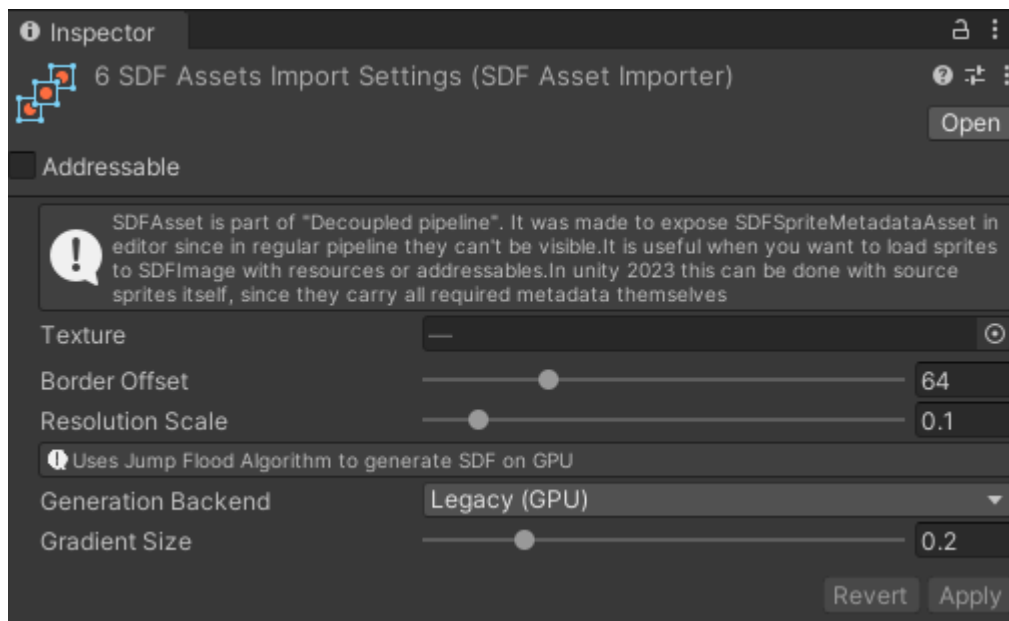 Inspector
6 SDF Assets Import Settings (SDF Asset Importer)
Open
Addressable
SDFAsset is part of "Decoupled pipeline". It was made to expose SDFSpriteMetadataAsset in
editor since in regular pipeline they can't be visible.It is useful when you want to load sprites
to SDFImage with resources or addressables.In unity 2023 this can be done with source
sprites itself, since they carry all required metadata themselves
Texture —
Border Offset 64
Resolution Scale 0.1
Uses Jump Flood Algorithm to generate SDF on GPU
Generation Backend Legacy (GPU)
Gradient Size 0.2
Revert Apply